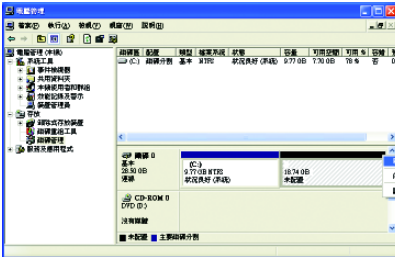 電腦管理
檔案(F) 執行(A) 檢視(V) 視窗(W) 說明(H)
電腦管理 (本機)
系統工具
事件檢視器
共用資料夾
本機使用者和群組
效能記錄及警示
裝置管理員
存放
卸除式存放裝置
磁碟重組工具
磁碟管理
服務及應用程式
磁碟區 配置 類型 檔案系統 狀態 容量 可用空間 可用 % 容錯
(C:) 磁碟分割 基本 NTFS 狀況良好 (系統) 9.77 GB 7.70 GB 78 % 否
磁碟 0
基本
28.50 GB
連線
(C:)
9.77 GB NTFS
狀況良好 (系統)
18.74 GB
未配置
CD-ROM 0
DVD (D:)
沒有媒體
未配置 主要磁碟分割